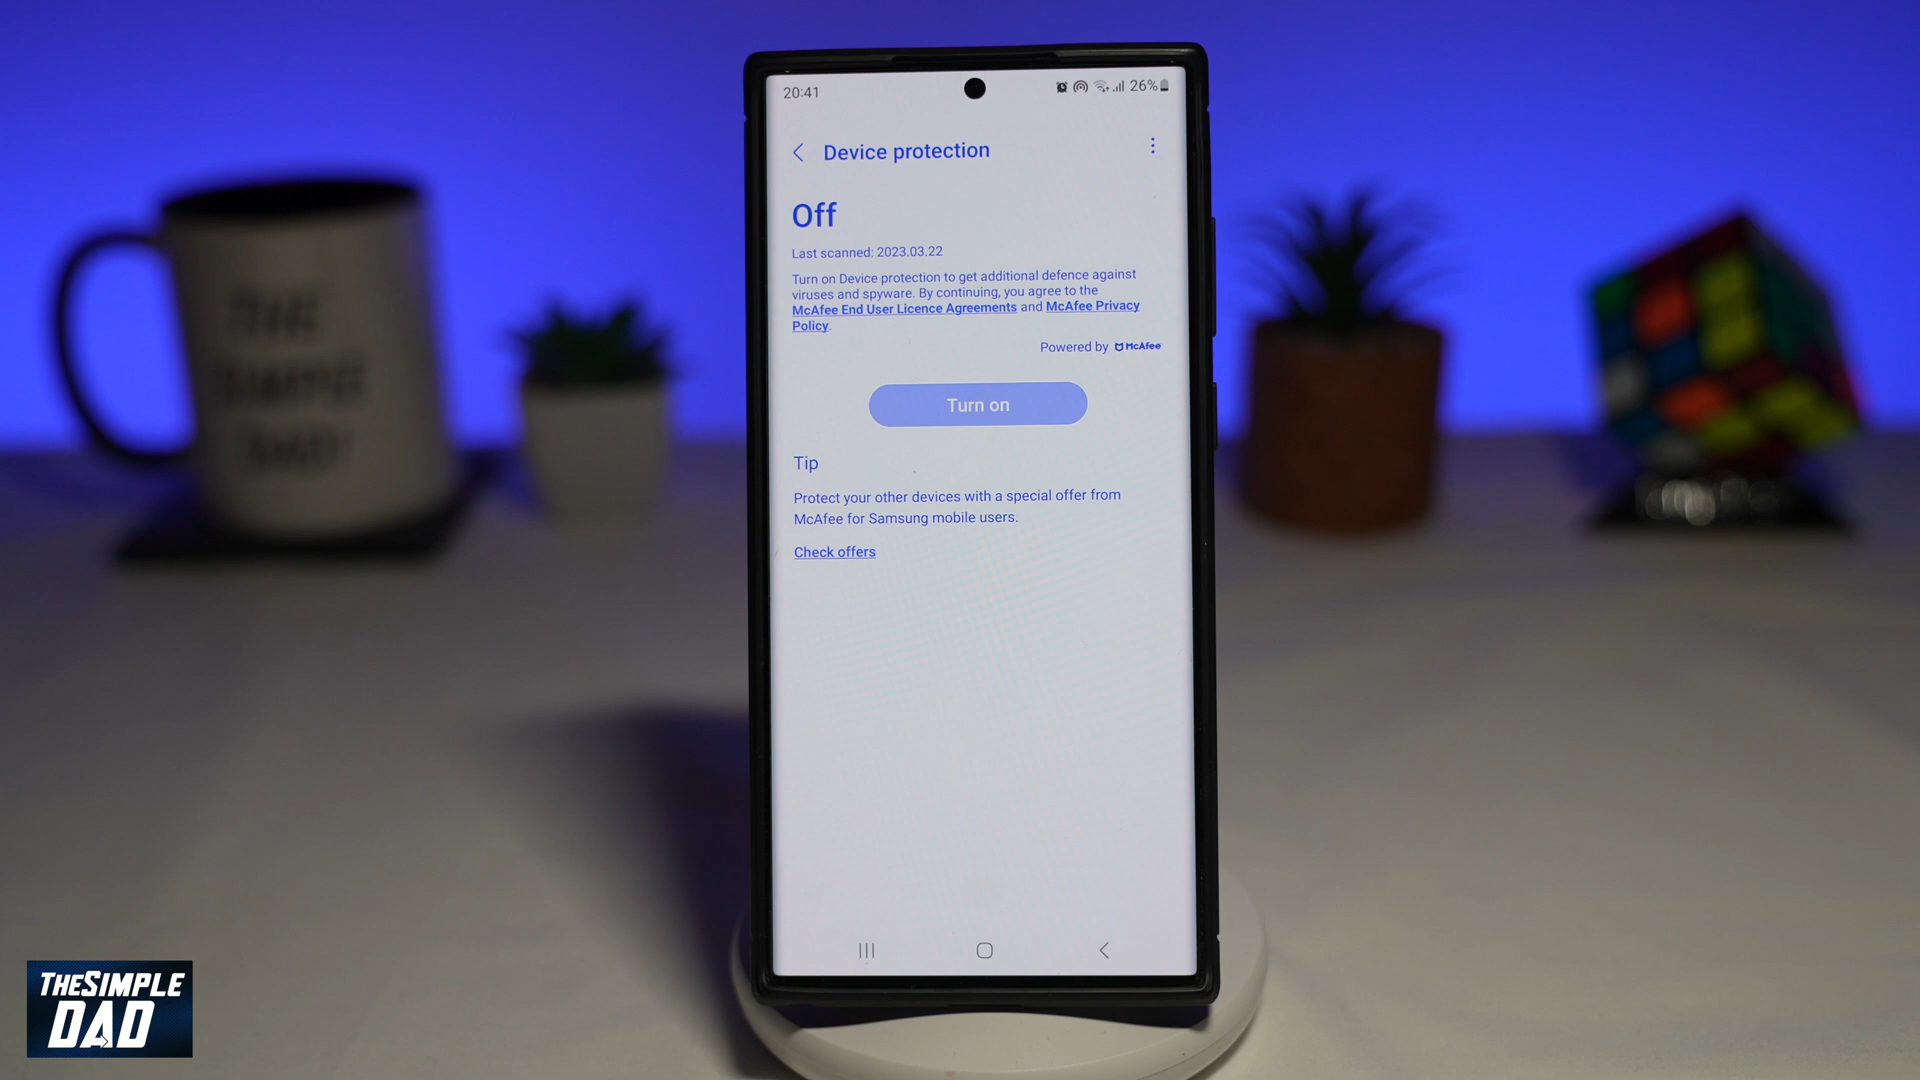 20:41
26%
Device protection
Off
Last scanned: 2023.03.22
Turn on Device protection to get additional defence against
viruses and spyware. By continuing, you agree to the
McAfee End User Licence Agreements and McAfee Privacy
Policy.
Powered by McAfee
Turn on
Tip
Protect your other devices with a special offer from
McAfee for Samsung mobile users.
Check offers
THE
SIMPLE
DAD
THESIMPLE
DAD